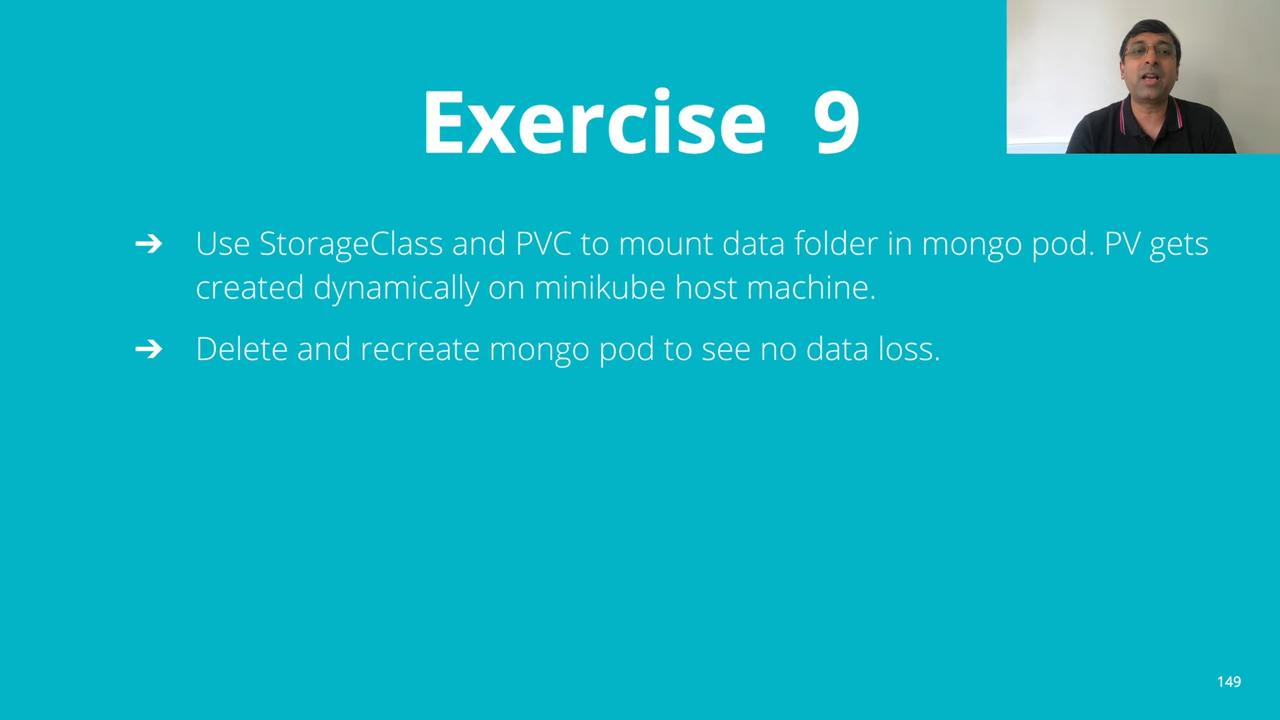 Exercise 9
➔ Use StorageClass and PVC to mount data folder in mongo pod. PV gets
created dynamically on minikube host machine.
➔ Delete and recreate mongo pod to see no data loss.
149